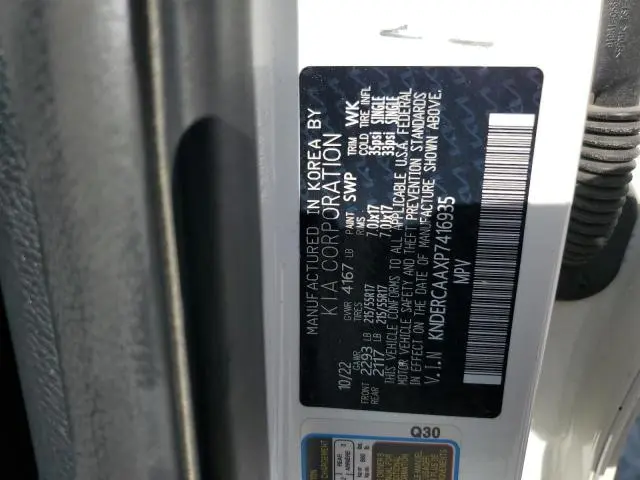 MANUFACTURED IN KOREA BY
KIA CORPORATION
PAINT SWP TRIM WK
10/22 GVWR 4167 LB
GAWR TIRES RIMS COLD TIRE INFL
FRONT 2293 LB 215/55R17 7.0Jx17 33psi SINGLE
REAR 2117 LB 215/55R17 7.0Jx17 33psi SINGLE
THIS VEHICLE CONFORMS TO ALL APPLICABLE U.S.A. FEDERAL
MOTOR VEHICLE SAFETY AND THEFT PREVENTION STANDARDS
IN EFFECT ON THE DATE OF MANUFACTURE SHOWN ABOVE.
V.I.N KNDERCAAXP7416935
MPV
Q30